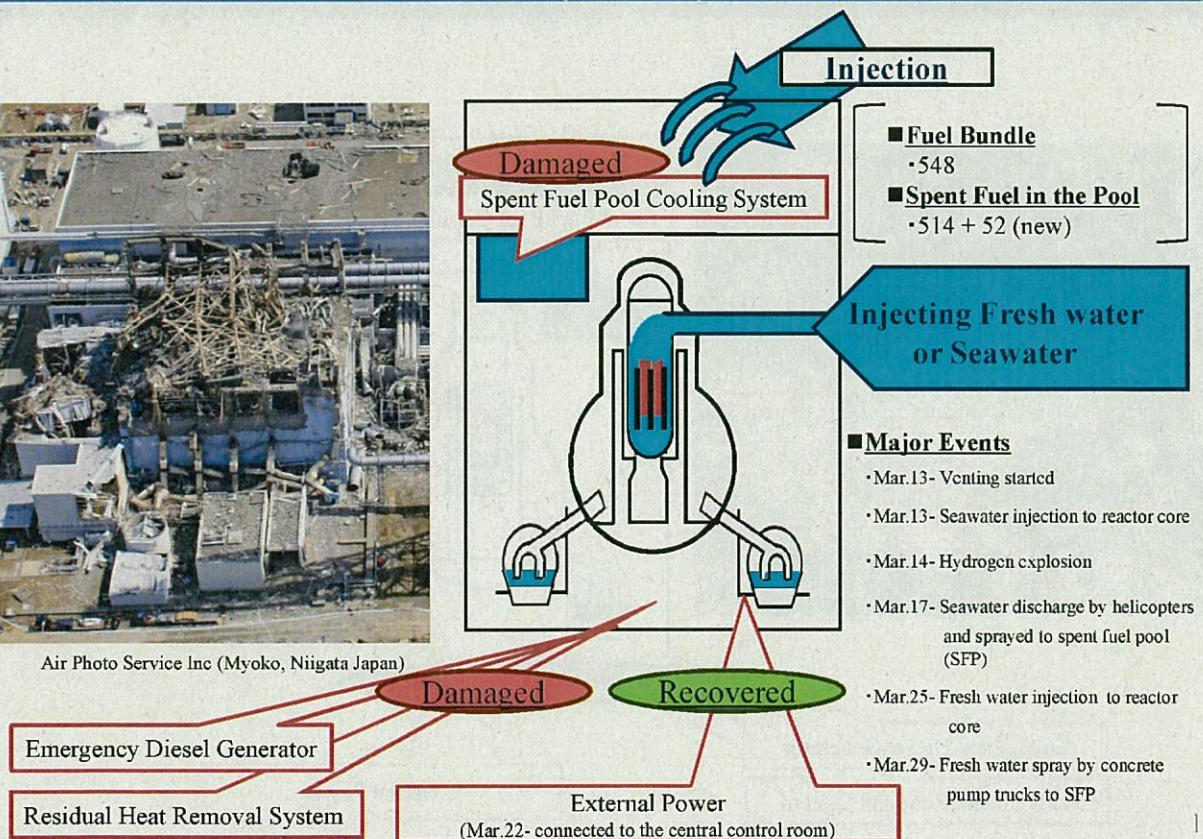 Injection
Damaged
Spent Fuel Pool Cooling System
■Fuel Bundle
・548
■Spent Fuel in the Pool
・514 + 52 (new)
Injecting Fresh water
or Seawater
■Major Events
・Mar.13- Venting started
・Mar.13- Seawater injection to reactor core
・Mar.14- Hydrogen explosion
・Mar.17- Seawater discharge by helicopters
and sprayed to spent fuel pool
(SFP)
・Mar.25- Fresh water injection to reactor
core
・Mar.29- Fresh water spray by concrete
pump trucks to SFP
Air Photo Service Inc (Myoko, Niigata Japan)
Damaged
Recovered
Emergency Diesel Generator
Residual Heat Removal System
External Power
(Mar.22- connected to the central control room)